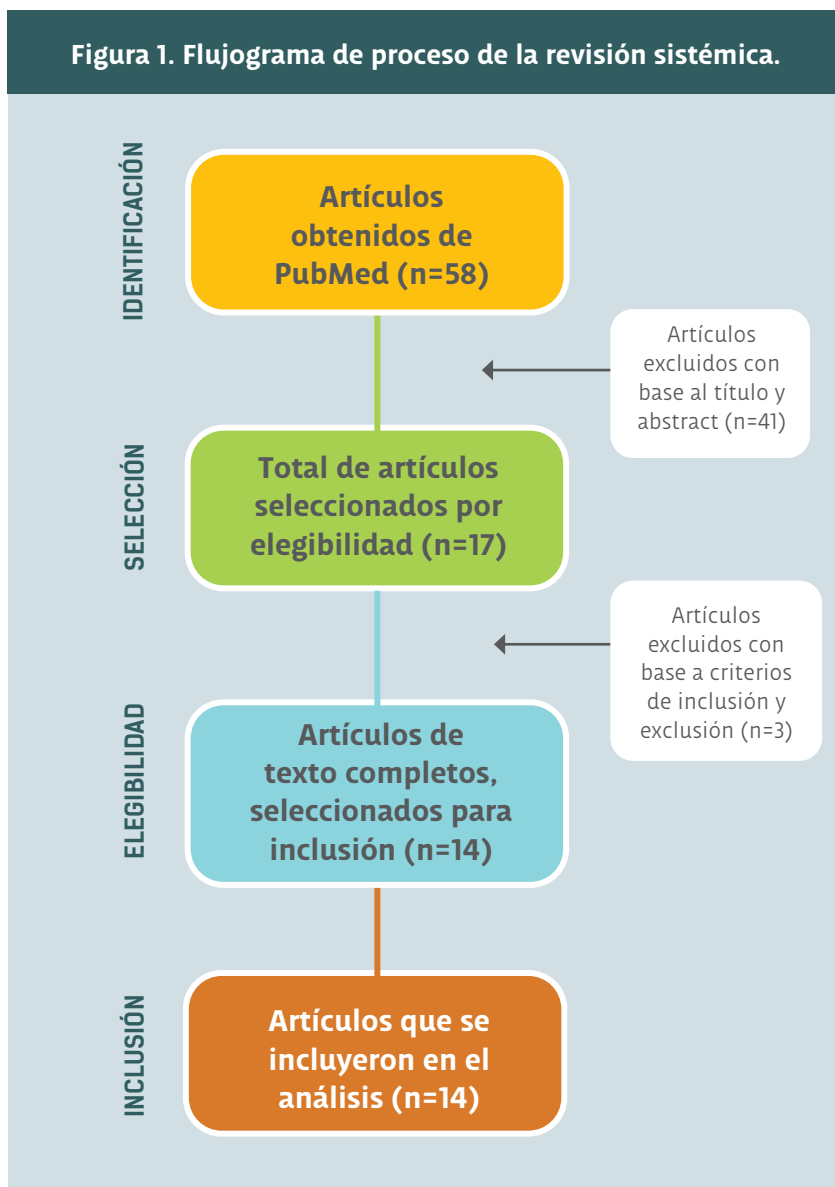 Figura 1. Flujograma de proceso de la revisión sistémica.
IDENTIFICACIÓN
Artículos
obtenidos de
PubMed (n=58)
Artículos
excluidos con
base al título y
abstract (n=41)
SELECCIÓN
Total de artículos
seleccionados por
elegibilidad (n=17)
Artículos
excluidos con
base a criterios
de inclusión y
exclusión (n=3)
ELEGIBILIDAD
Artículos de
texto completos,
seleccionados para
inclusión (n=14)
INCLUSIÓN
Artículos que se
incluyeron en el
análisis (n=14)